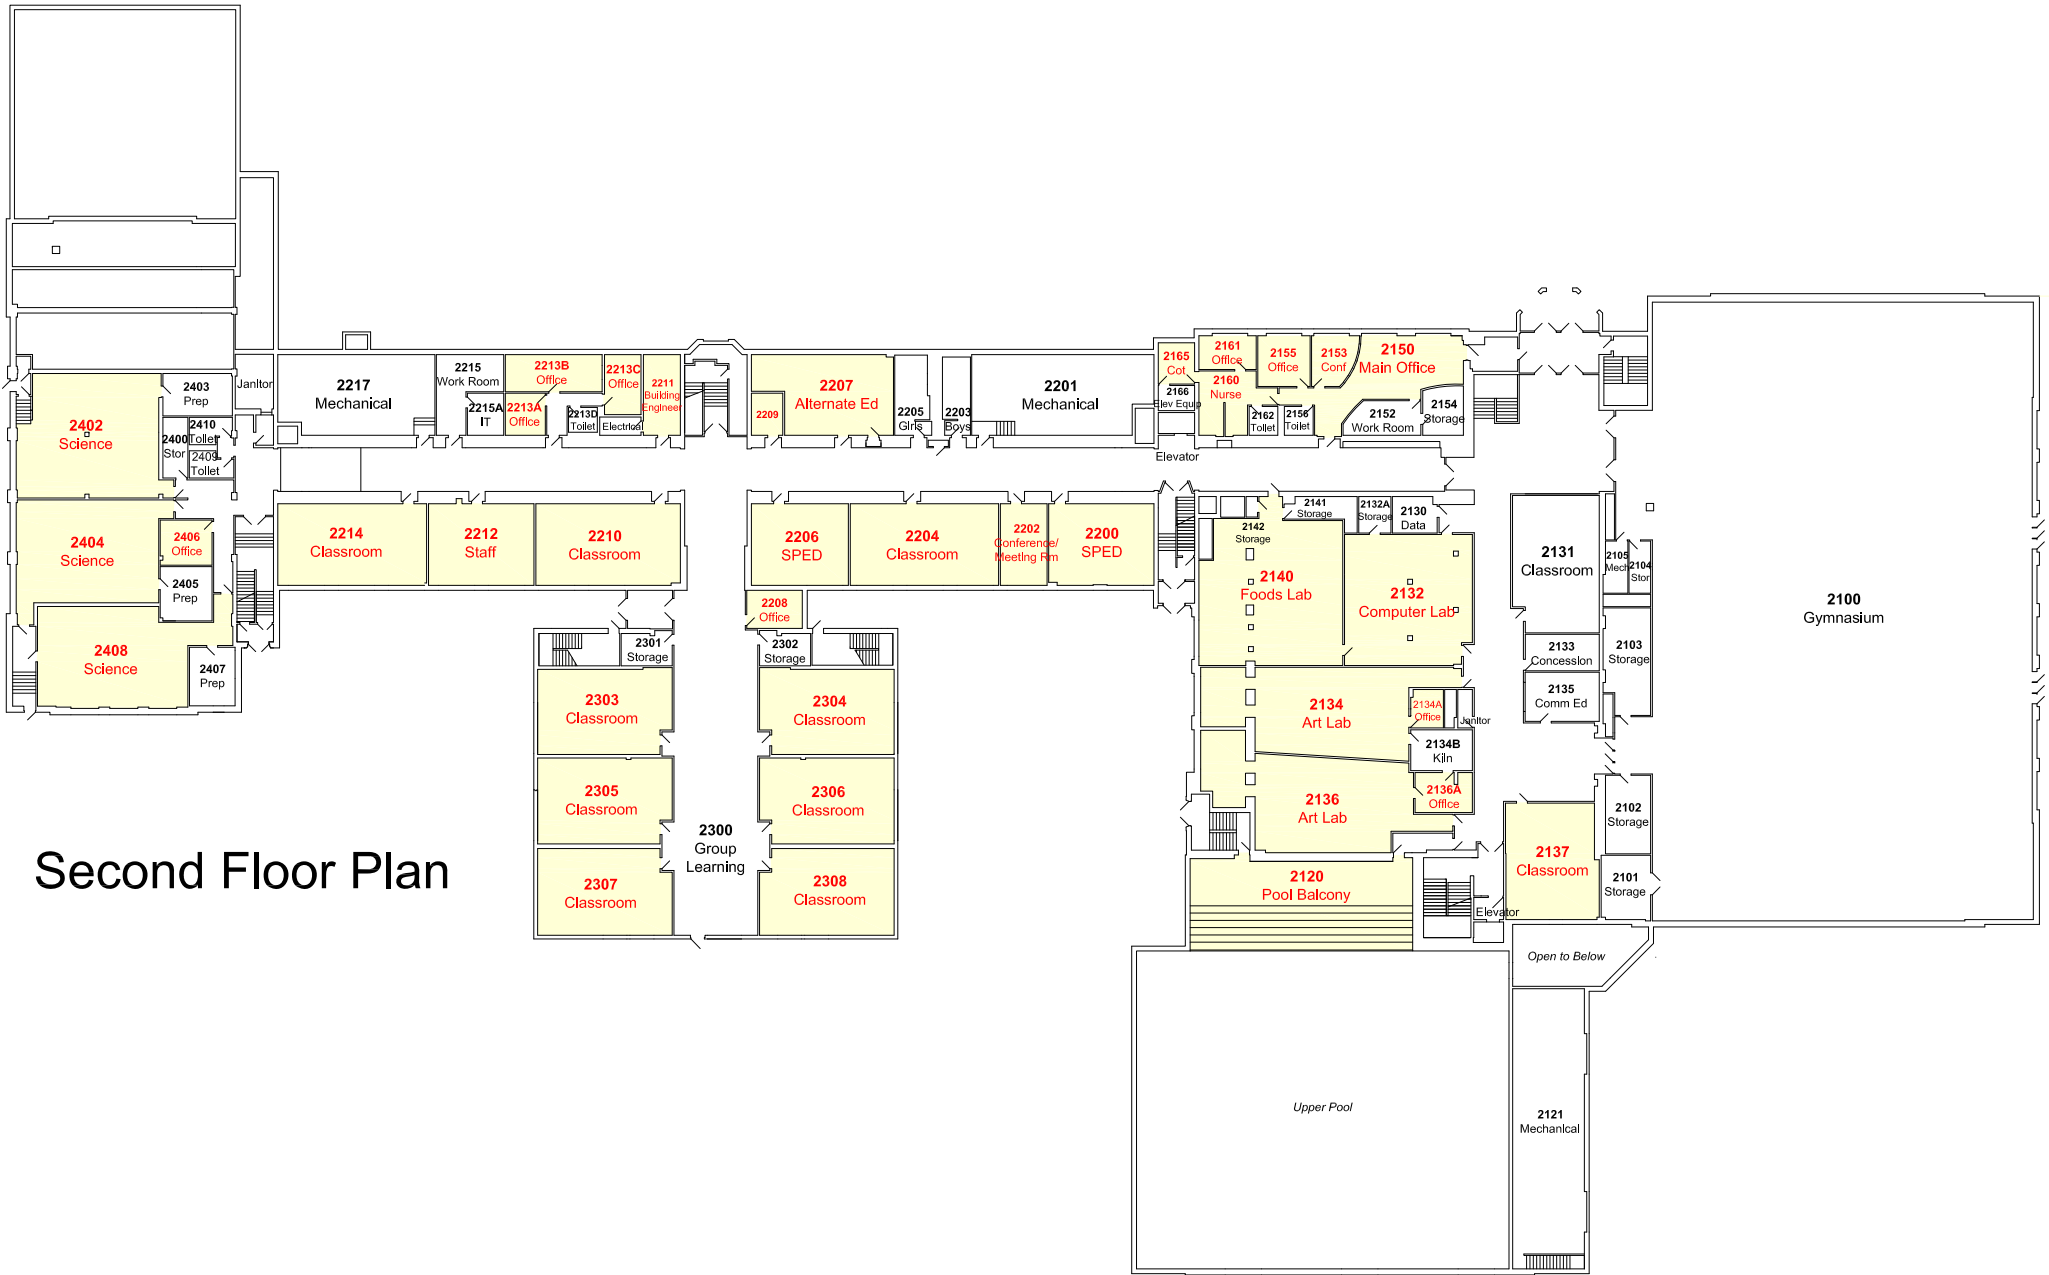 2403
Prep
Janitor
2402
Science
2410
Toilet
2400
Stor
2409
Toilet
2404
Science
2406
Office
2405
Prep
2408
Science
2407
Prep
2217
Mechanical
2215
Work Room
2215A
IT
2213B
Office
2213A
Office
2213C
Office
2213D
Toilet
Electrical
2211
Building
Engineer
2207
Alternate Ed
2209
2205
Girls
2203
Boys
2201
Mechanical
2214
Classroom
2212
Staff
2210
Classroom
2206
SPED
2204
Classroom
2202
Conference/
Meeting Rm
2200
SPED
2208
Office
2301
Storage
2302
Storage
2303
Classroom
2304
Classroom
2305
Classroom
2306
Classroom
2300
Group
Learning
2307
Classroom
2308
Classroom
Second Floor Plan
2165
Cot
2166
Elev Equip
2161
Office
2160
Nurse
2155
Office
2153
Conf
2150
Main Office
2162
Toilet
2156
Toilet
2152
Work Room
2154
Storage
Elevator
2142
Storage
2141
Storage
2132A
Storage
2130
Data
2140
Foods Lab
2132
Computer Lab
2131
Classroom
2105
Mech
2104
Stor
2133
Concession
2103
Storage
2135
Comm Ed
2134
Art Lab
2134A
Office
Janitor
2134B
Kiln
2136
Art Lab
2136A
Office
2102
Storage
2137
Classroom
2101
Storage
2120
Pool Balcony
Elevator
2100
Gymnasium
Open to Below
Upper Pool
2121
Mechanical